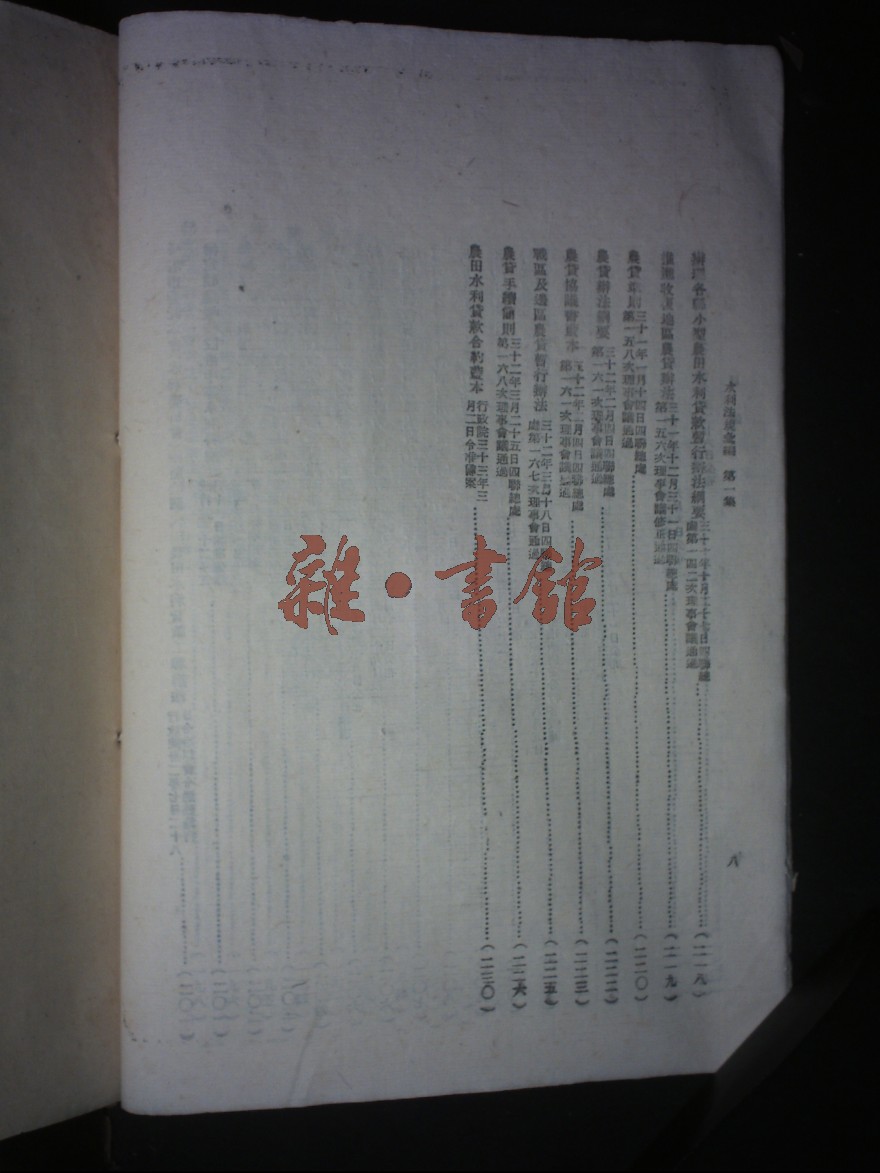 水利法規彙編 第一集
八
辦理各縣小型農田水利貸款暫行辦法綱要 三十一年十月二十 日四聯總處第一四二次理事會議通過 (二一八)
收復地區農貸辦法 三十一年十二月三十一日四聯總處第一五六次理事會議修正通過 (二一九)
農貸準則 三十一年一月十四日四聯總處第一五八次理事會議通過 (二二〇)
農貸辦法綱要 三十二年二月四日四聯總處第一六一次理事會議通過 (二二二)
農貸協議書藍本 三十二年二月四日四聯總處第一六一次理事會議通過 (二二三)
戰區及邊區農貸暫行辦法 三十二年三月十八日四聯總處第一六七次理事會通過 (二二五)
農貸手續簡則 三十二年三月二十五日四聯總處第一六八次理事會議通過 (二二六)
農田水利貸款合約藍本 行政院三十三年三月二日令准備案 (二三〇)
雜·書館